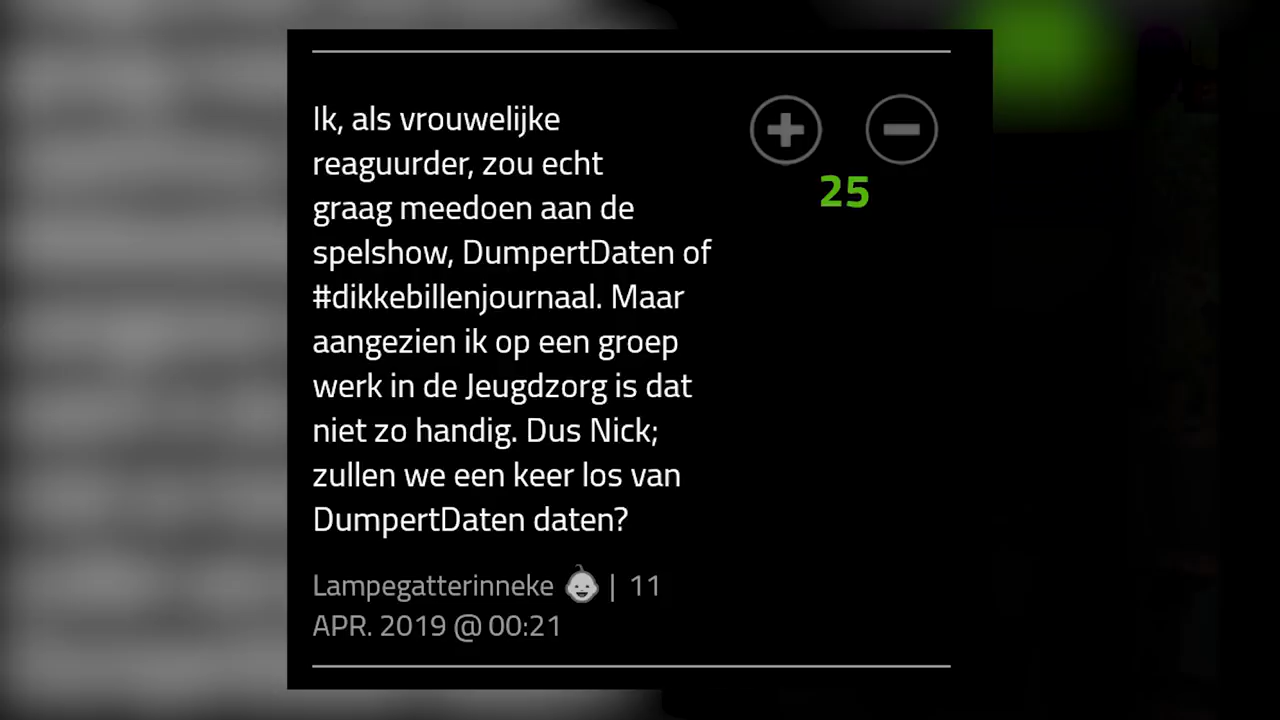 Ik, als vrouwelijke
reaguurder, zou echt
graag meedoen aan de
spelshow, DumpertDaten of
#dikkebillenjournaal. Maar
aangezien ik op een groep
werk in de Jeugdzorg is dat
niet zo handig. Dus Nick;
zullen we een keer los van
DumpertDaten daten?
25
Lampegatterinneke | 11
APR. 2019 @ 00:21